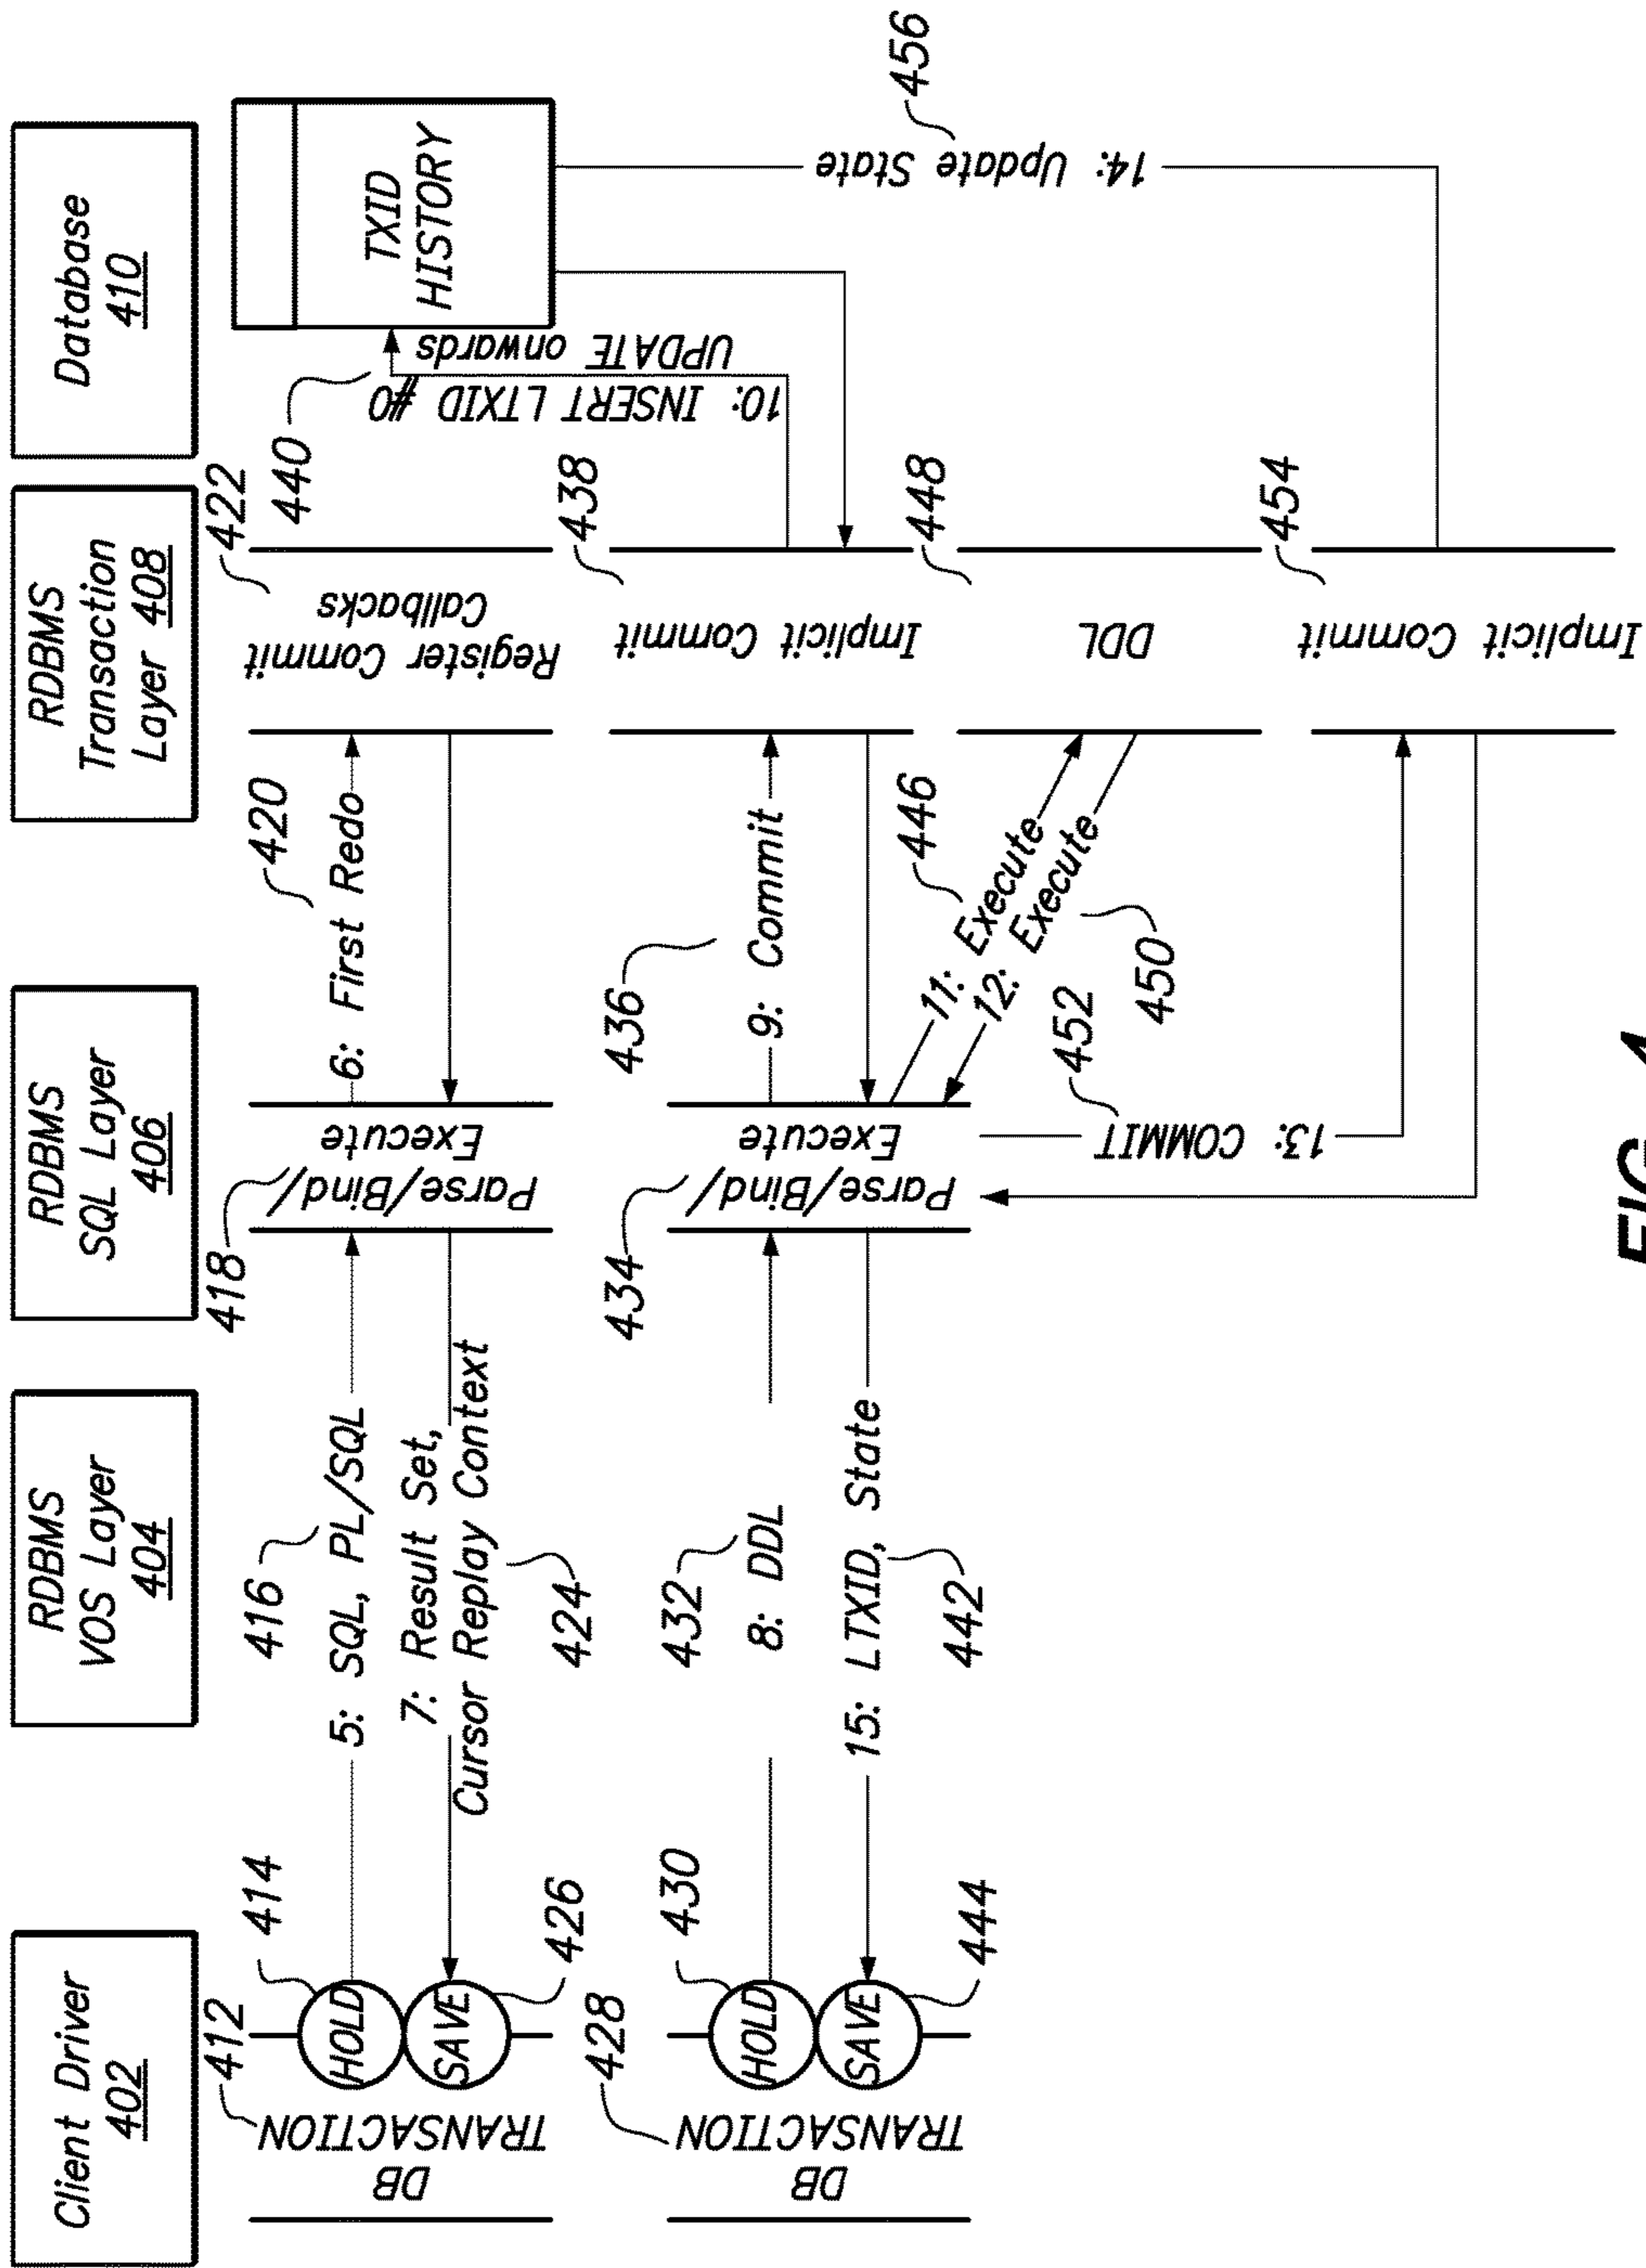 Client Driver
402
RDBMS
VOS Layer
404
RDBMS
SQL Layer
406
RDBMS
Transaction
Layer 408
Database
410
412
414
416
418
420
422
440
DB
TRANSACTION
HOLD
SAVE
5: SQL, PL/SQL
7: Result Set,
Cursor Replay Context
424
426
Parse/Bind/
Execute
6: First Redo
Register Commit
Callbacks
10: INSERT LTXID #0
UPDATE onwards
TXID
HISTORY
428
430
432
434
436
438
DB
TRANSACTION
HOLD
SAVE
8: DDL
15: LTXID, State
442
444
Parse/Bind/
Execute
9: Commit
Implicit Commit
11: Execute
446
12: Execute
450
448
DDL
13: COMMIT
452
454
Implicit Commit
14: Update State
456